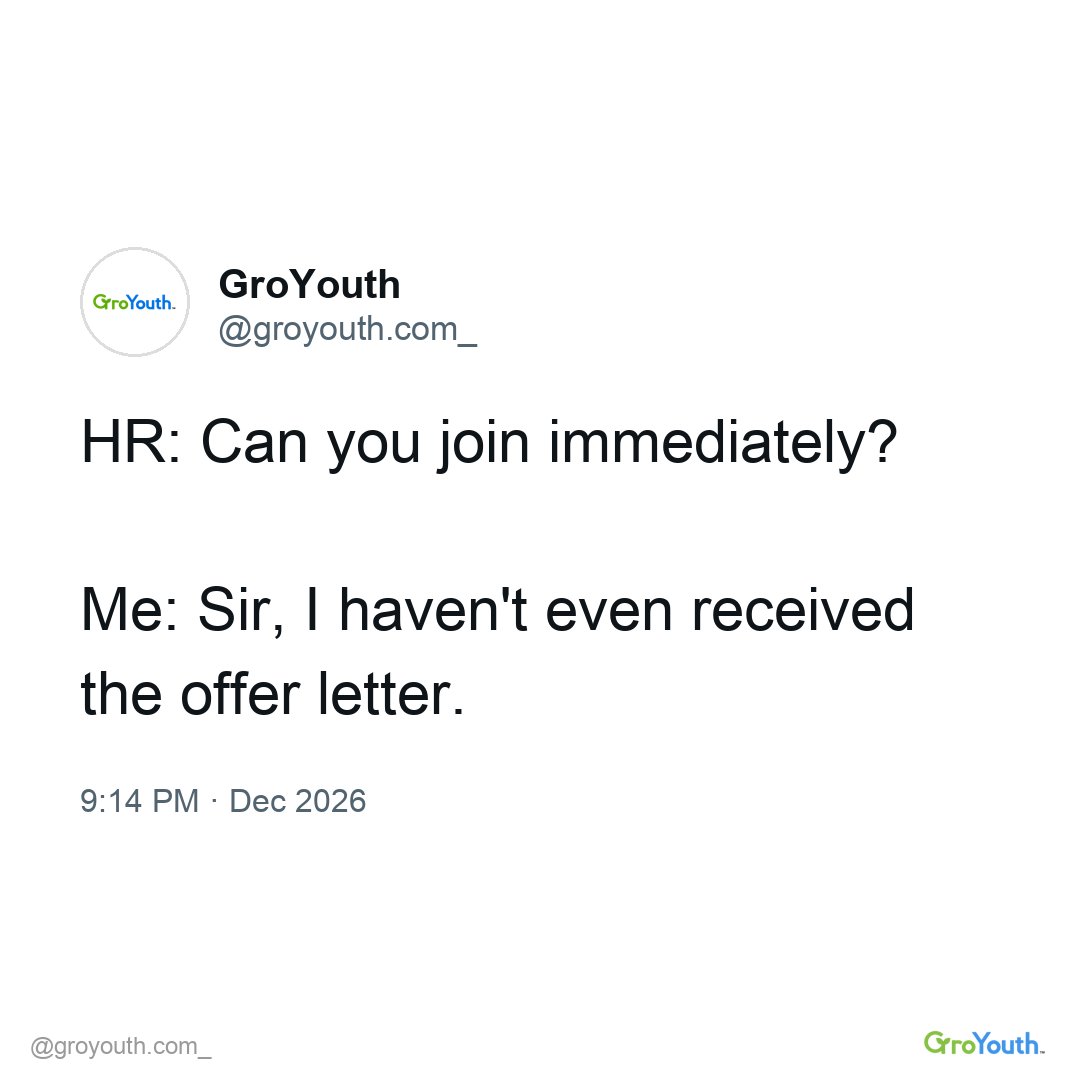 GroYouth.
GroYouth
@groyouth.com_
HR: Can you join immediately?
Me: Sir, I haven't even received
the offer letter.
9:14 PM · Dec 2026
@groyouth.com_
GroYouth